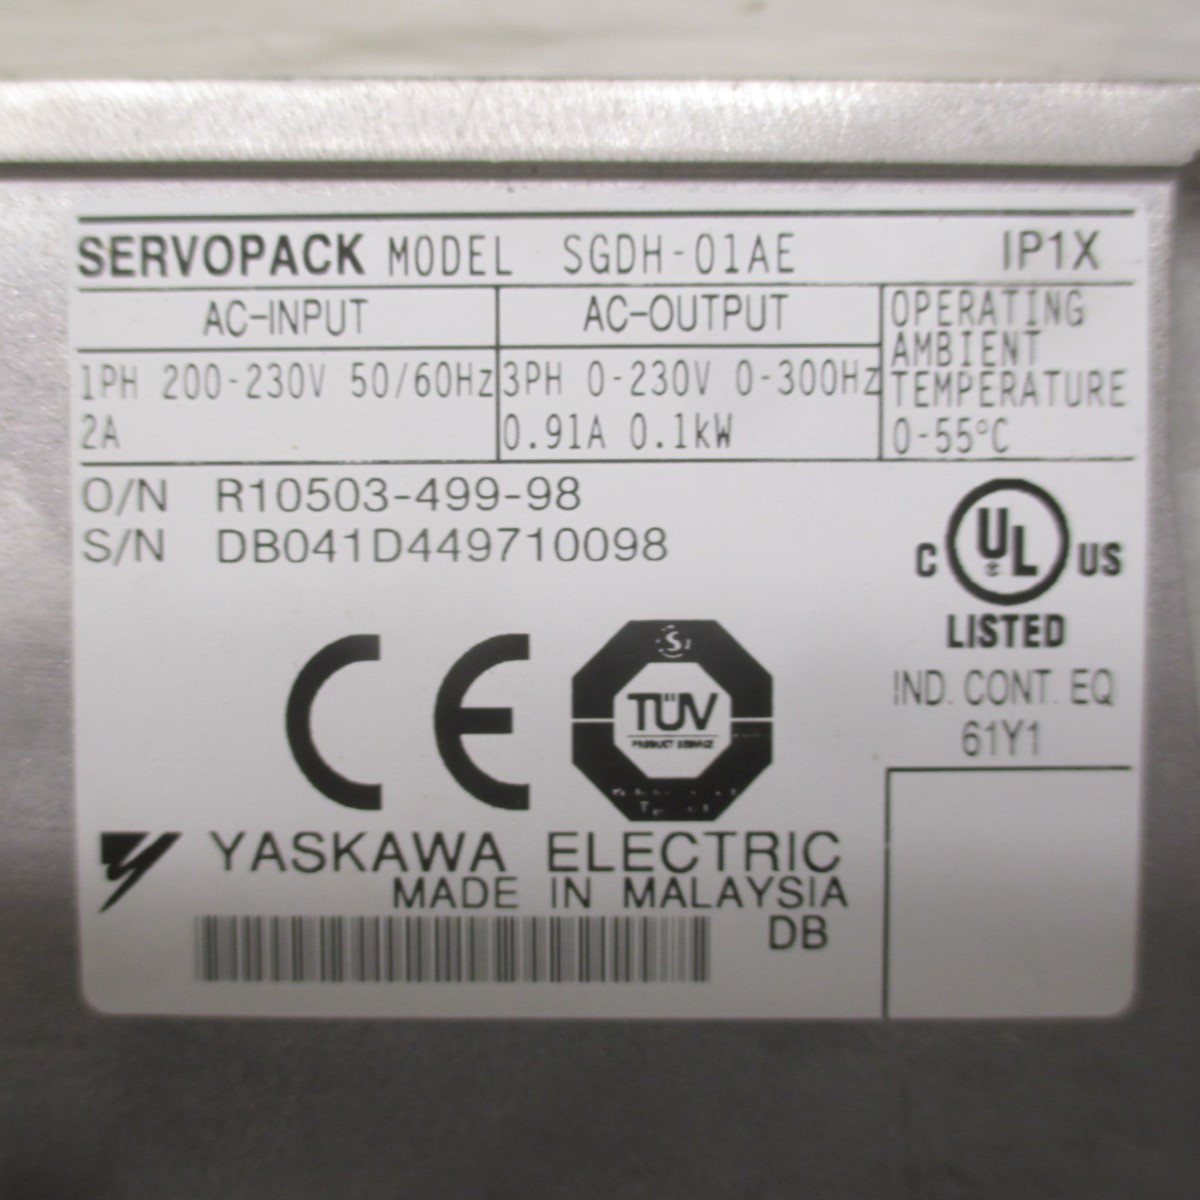 SERVOPACK MODEL SGDH-01AE IP1X
AC-INPUT
1PH 200-230V 50/60Hz
2A
AC-OUTPUT
3PH 0-230V 0-300Hz
0.91A 0.1kW
OPERATING
AMBIENT
TEMPERATURE
0-55°C
O/N R10503-499-98
S/N DB041D449710098
C UL US
®
LISTED
IND. CONT. EQ
61Y1
CE
TÜV
PRODUCT SERVICE
YASKAWA ELECTRIC
MADE IN MALAYSIA
DB